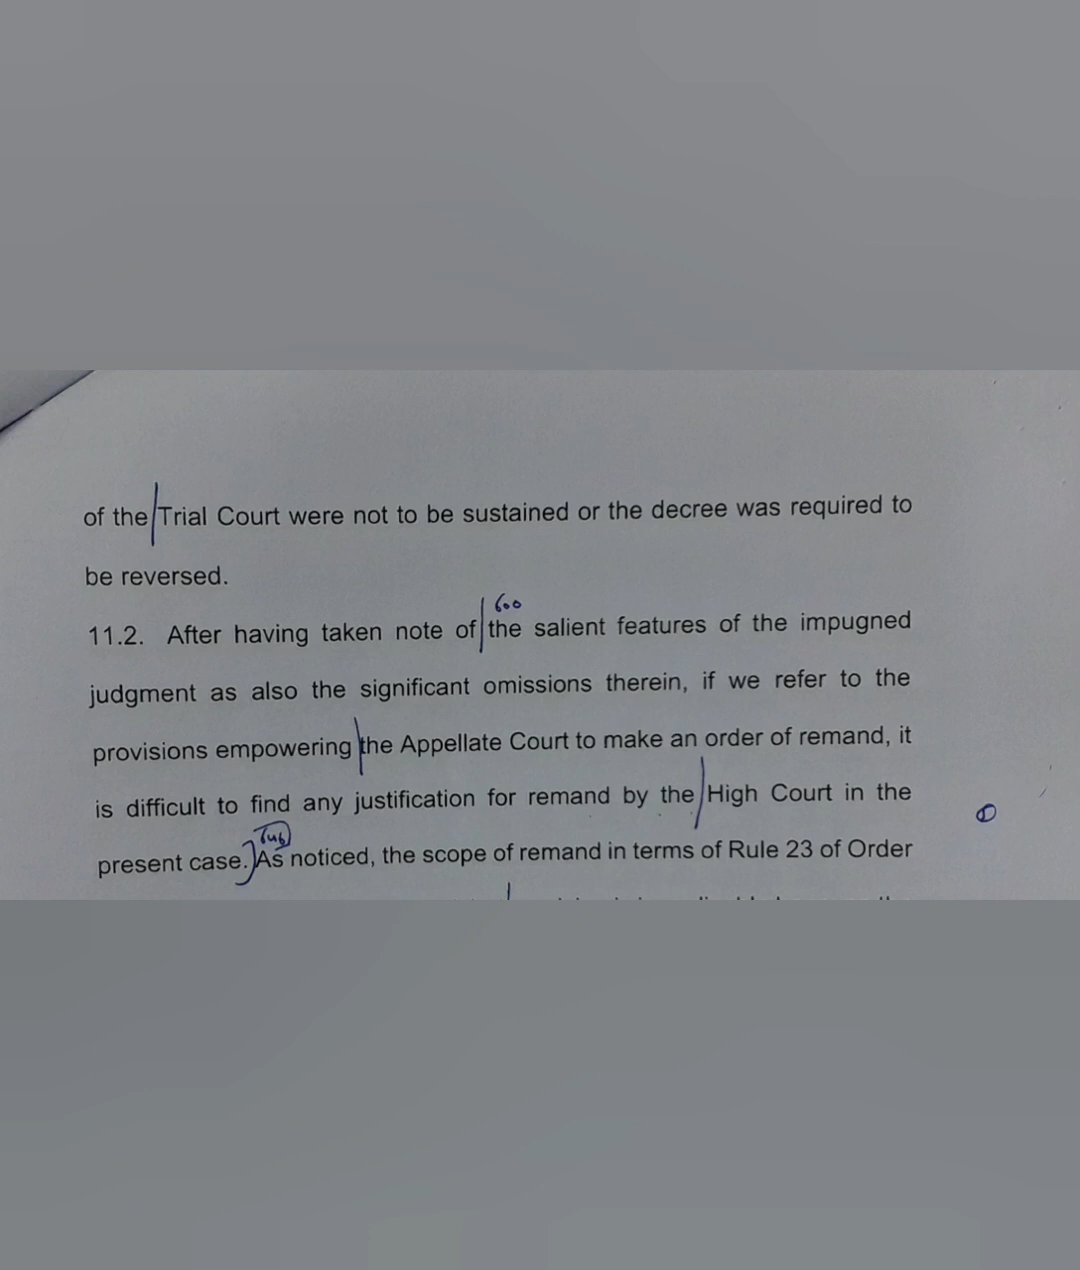 of the Trial Court were not to be sustained or the decree was required to
be reversed.
600
11.2. After having taken note of the salient features of the impugned
judgment as also the significant omissions therein, if we refer to the
provisions empowering the Appellate Court to make an order of remand, it
is difficult to find any justification for remand by the High Court in the
present case. As noticed, the scope of remand in terms of Rule 23 of Order